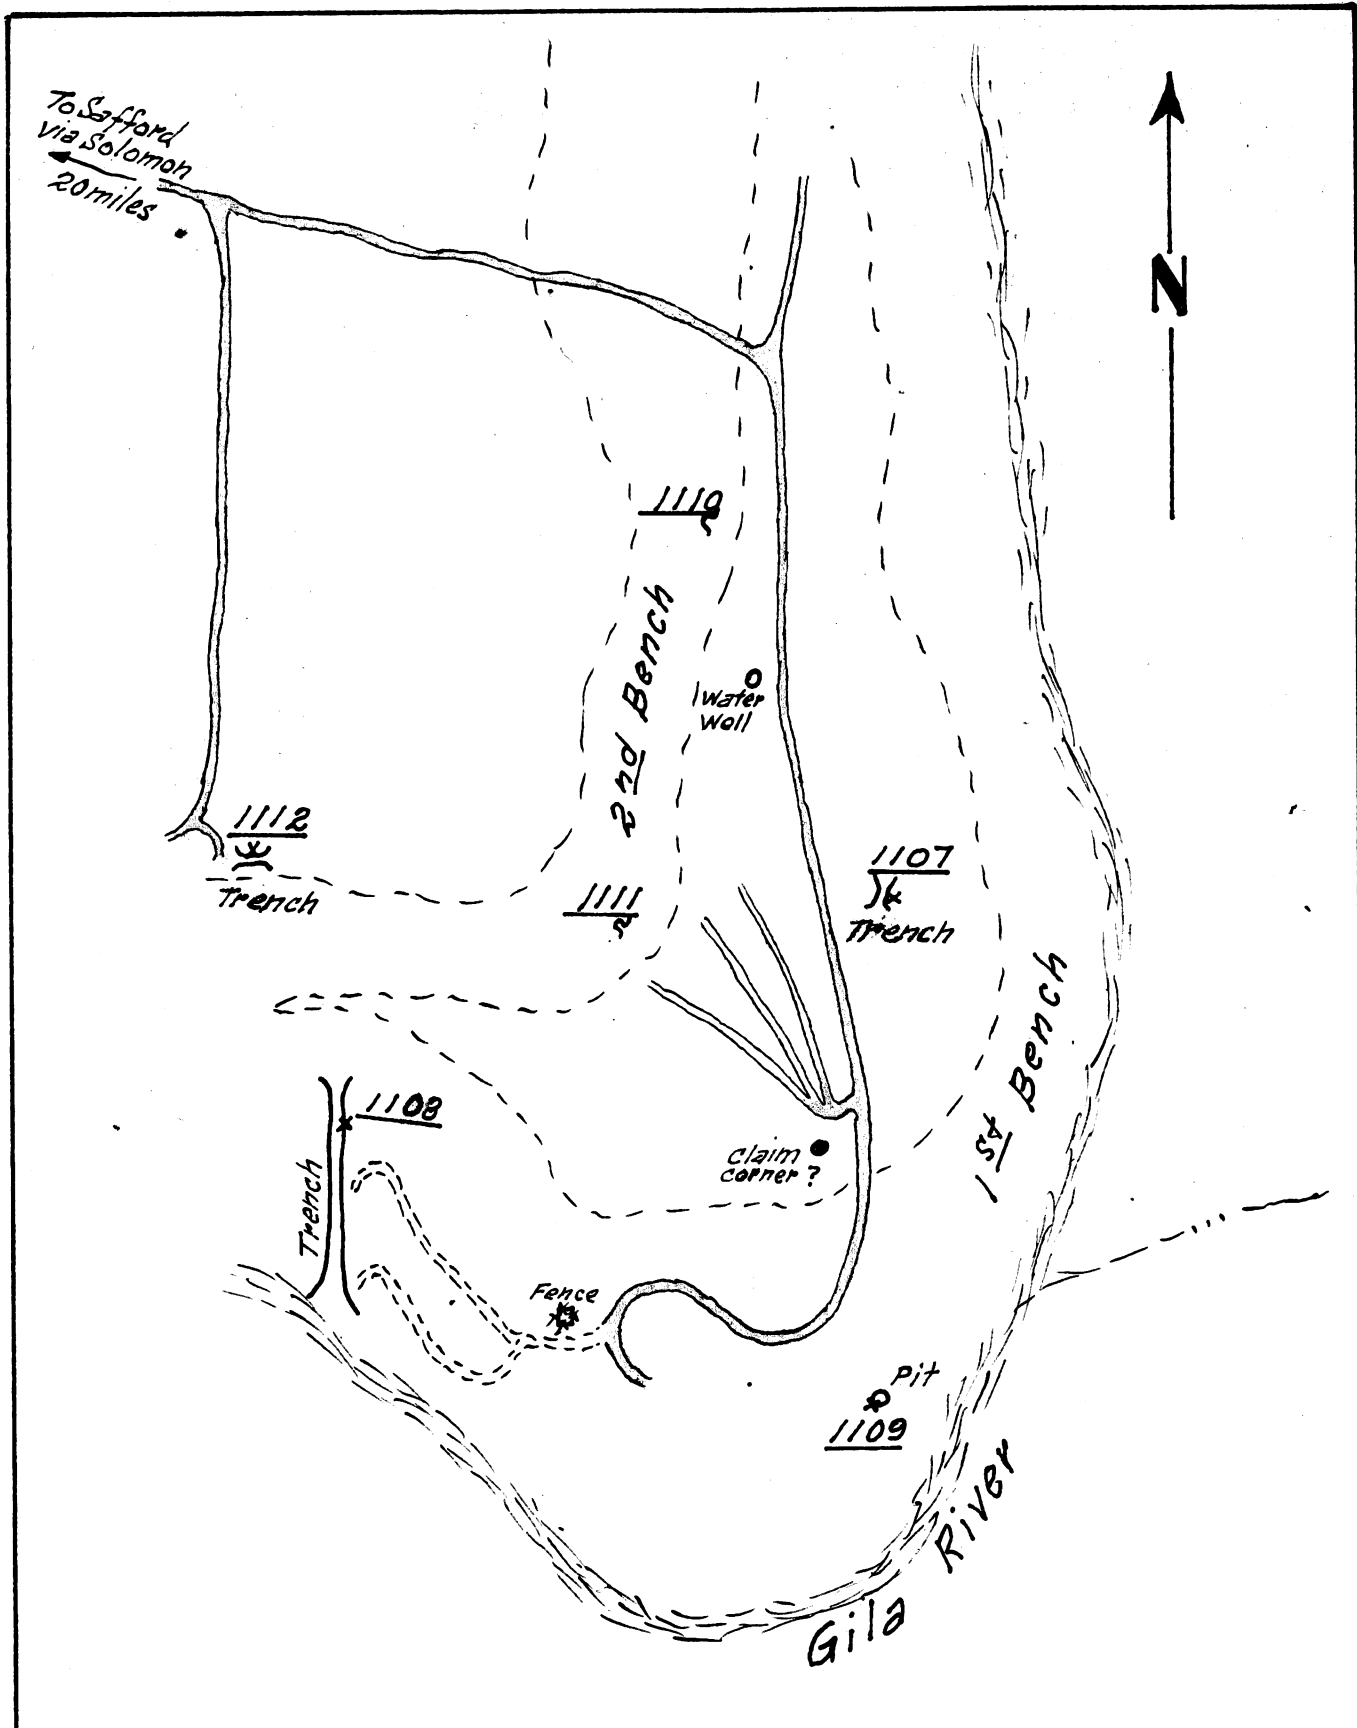 To Safford
via Solomon
20 miles
N
1110
2nd Bench
Water
Well
1112
Trench
1111
1107
Trench
1st Bench
1108
Trench
Claim
corner ?
Fence
Pit
1109
Gila River